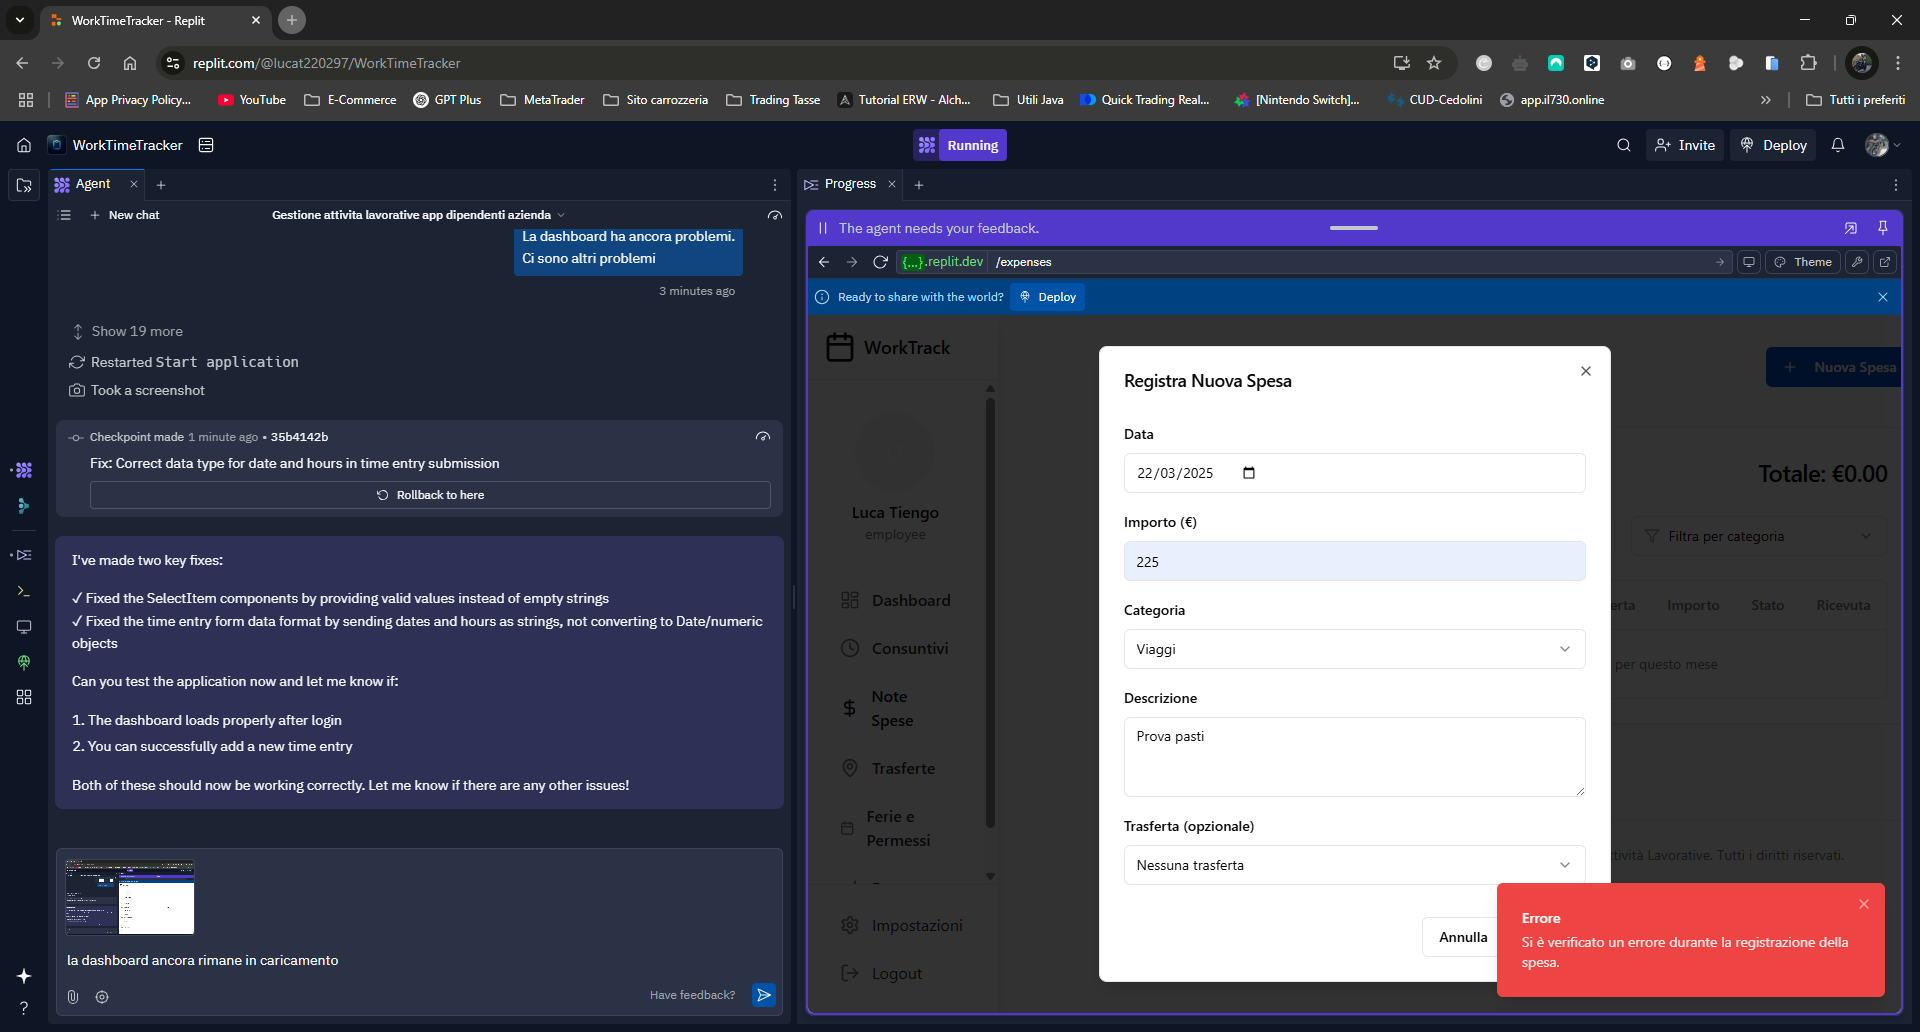 WorkTimeTracker - Replit
replit.com/@lucat220297/WorkTimeTracker
App Privacy Policy...
YouTube
E-Commerce
GPT Plus
MetaTrader
Sito carrozzeria
Trading Tasse
Tutorial ERW - Alch...
Utili Java
Quick Trading Real...
[Nintendo Switch]...
CUD-Cedolini
app.il730.online
Tutti i preferiti
WorkTimeTracker
Running
Invite
Deploy
Agent
New chat
Gestione attivita lavorative app dipendenti azienda
La dashboard ha ancora problemi.
Ci sono altri problemi
3 minutes ago
Show 19 more
Restarted Start application
Took a screenshot
Checkpoint made 1 minute ago • 35b4142b
Fix: Correct data type for date and hours in time entry submission
Rollback to here
I've made two key fixes:
✓ Fixed the SelectItem components by providing valid values instead of empty strings
✓ Fixed the time entry form data format by sending dates and hours as strings, not converting to Date/numeric
objects
Can you test the application now and let me know if:
1. The dashboard loads properly after login
2. You can successfully add a new time entry
Both of these should now be working correctly. Let me know if there are any other issues!
la dashboard ancora rimane in caricamento
Have feedback?
Progress
The agent needs your feedback.
{...}.replit.dev /expenses
Theme
Ready to share with the world?
Deploy
WorkTrack
Luca Tiengo
employee
Dashboard
Consuntivi
Note
Spese
Trasferte
Ferie e
Permessi
Impostazioni
Logout
Nuova Spesa
Totale: €0.00
Filtra per categoria
erta
Importo
Stato
Ricevuta
per questo mese
tività Lavorative. Tutti i diritti riservati.
Registra Nuova Spesa
Data
22/03/2025
Importo (€)
225
Categoria
Viaggi
Descrizione
Prova pasti
Trasferta (opzionale)
Nessuna trasferta
Annulla
Errore
Si è verificato un errore durante la registrazione della
spesa.